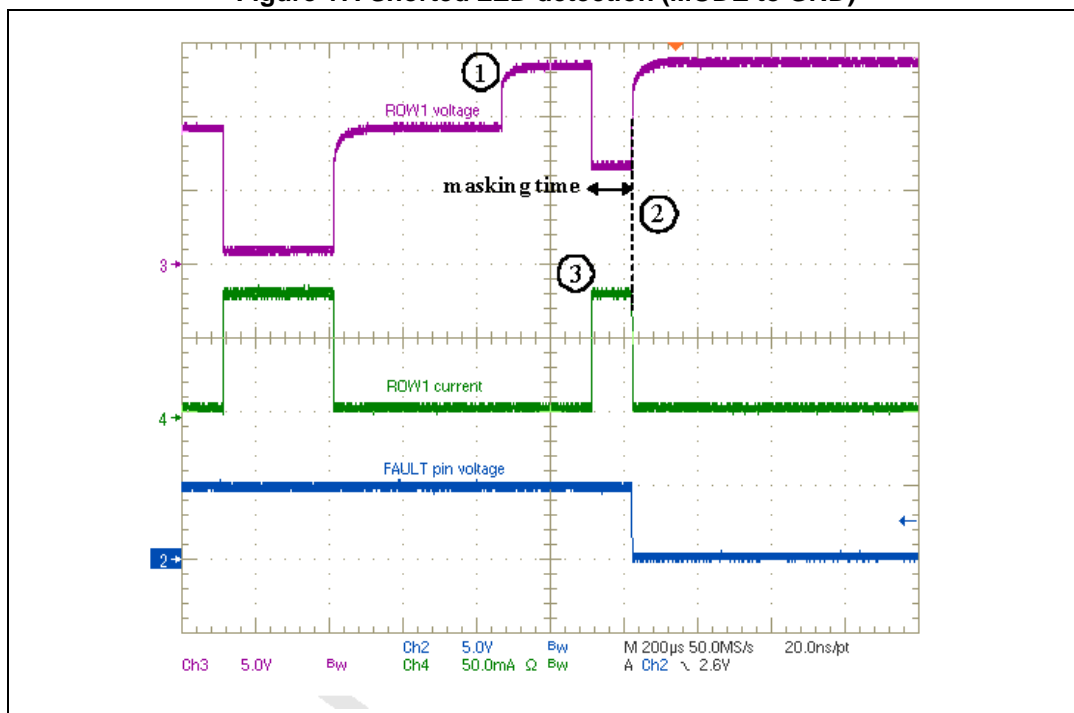 Figure 17. Shorted LED detection (MODE to GND)
1
ROW1 voltage
masking time
2
3
3
ROW1 current
4
FAULT pin voltage
2
Ch2 5.0V Bw M 200µs 50.0MS/s 20.0ns/pt
Ch3 5.0V Bw Ch4 50.0mA Ω Bw A Ch2 \ 2.6V